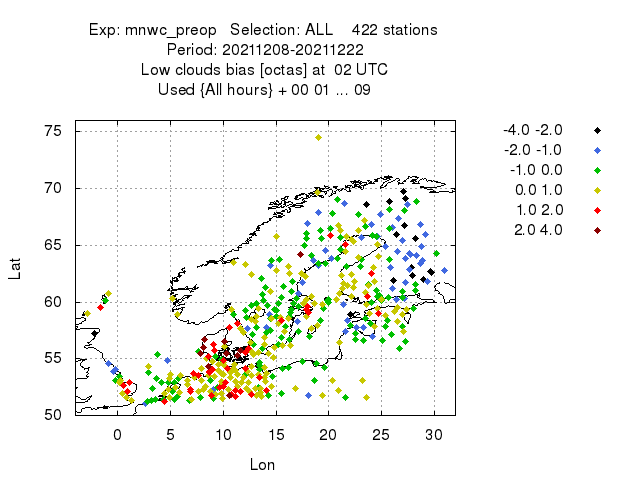 Exp: mnwc_preop Selection: ALL 422 stations
Period: 20211208-20211222
Low clouds bias [octas] at 02 UTC
Used {All hours} + 00 01 ... 09
-4.0 -2.0
-2.0 -1.0
-1.0 0.0
0.0 1.0
1.0 2.0
2.0 4.0
Lat
75
70
65
60
55
50
0 5 10 15 20 25 30
Lon